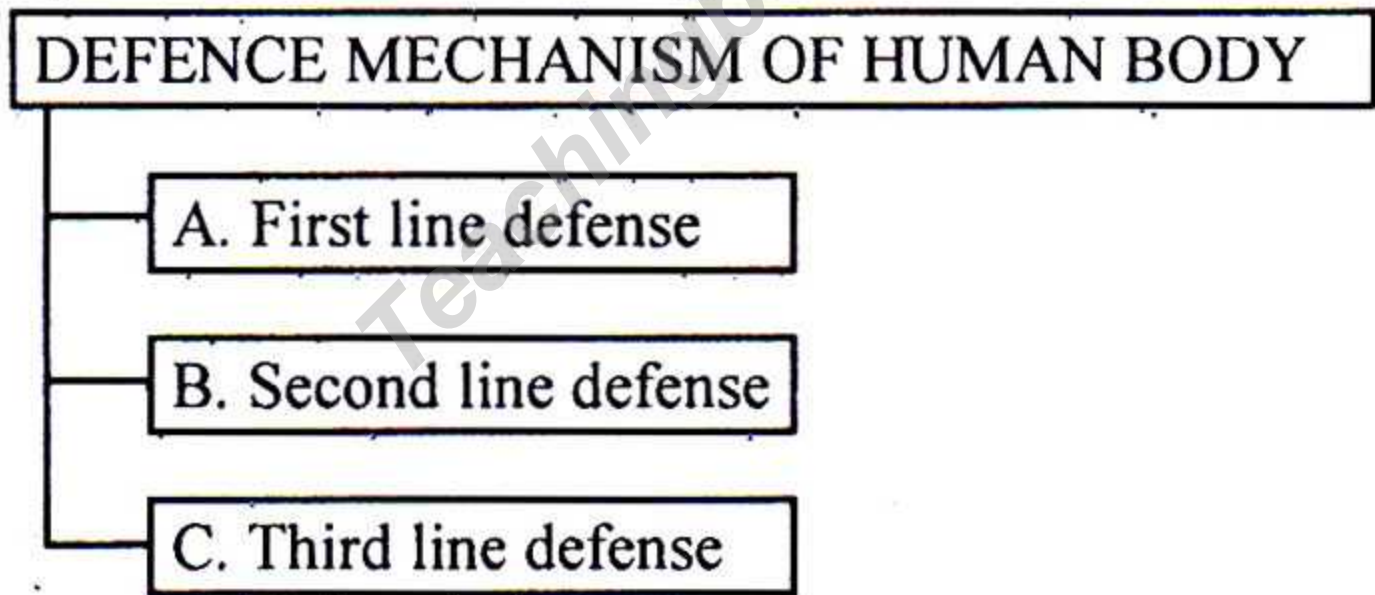 DEFENCE MECHANISM OF HUMAN BODY
A. First line defense
B. Second line defense
C. Third line defense